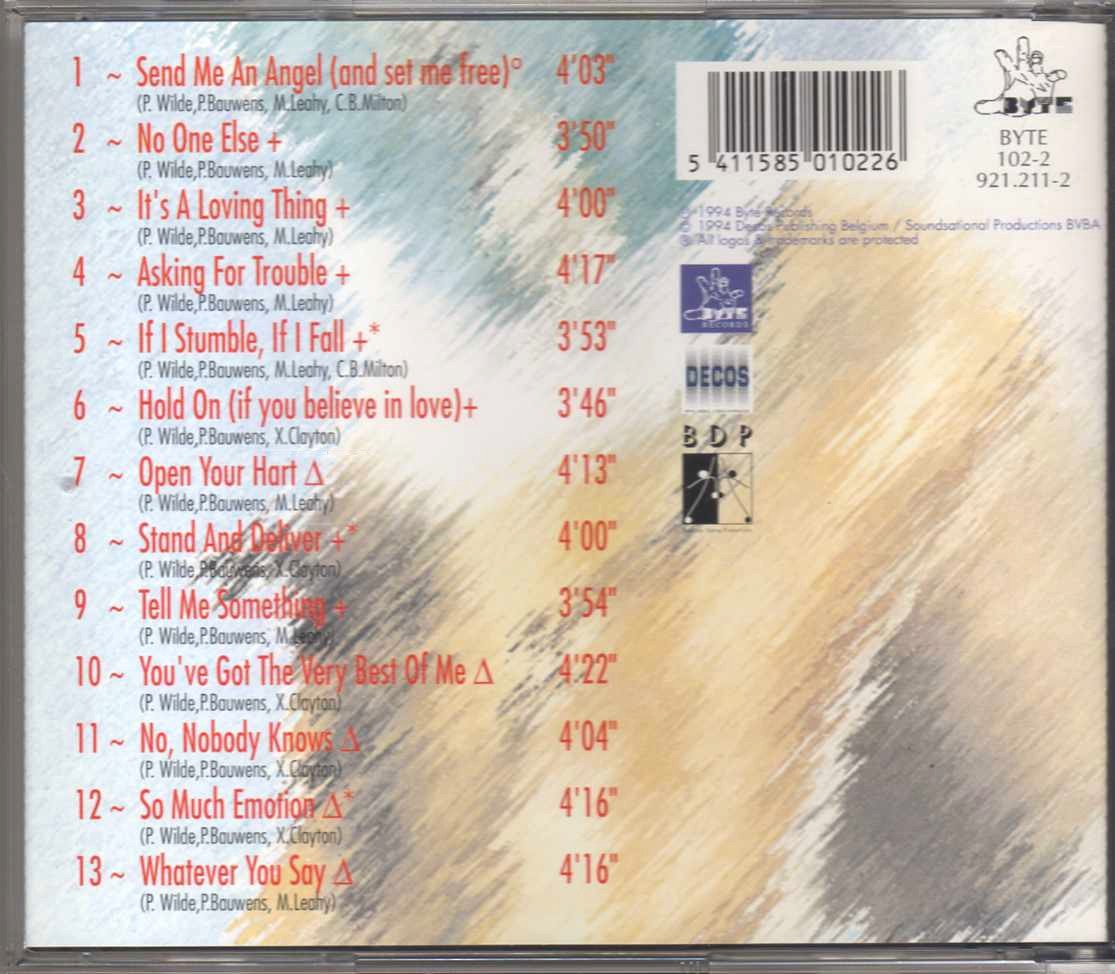 1 ~ Send Me An Angel (and set me free)° 4'03"
(P. Wilde,P.Bauwens, M.Leahy, C.B.Milton)
2 ~ No One Else + 3'50"
(P. Wilde,P.Bauwens, M.Leahy)
3 ~ It's A Loving Thing + 4'00"
(P. Wilde,P.Bauwens, M.Leahy)
4 ~ Asking For Trouble + 4'17"
(P. Wilde,P.Bauwens, M.Leahy)
5 ~ If I Stumble, If I Fall +* 3'53"
(P. Wilde,P.Bauwens, M.Leahy, C.B.Milton)
6 ~ Hold On (if you believe in love)+ 3'46"
(P. Wilde,P.Bauwens, X.Clayton)
7 ~ Open Your Hart Δ 4'13"
(P. Wilde,P.Bauwens, M.Leahy)
8 ~ Stand And Deliver +* 4'00"
(P. Wilde,P.Bauwens, X.Clayton)
9 ~ Tell Me Something + 3'54"
(P. Wilde,P.Bauwens, M.Leahy)
10 ~ You've Got The Very Best Of Me Δ 4'22"
(P. Wilde,P.Bauwens, X.Clayton)
11 ~ No, Nobody Knows Δ 4'04"
(P. Wilde,P.Bauwens, X.Clayton)
12 ~ So Much Emotion Δ* 4'16"
(P. Wilde,P.Bauwens, X.Clayton)
13 ~ Whatever You Say Δ 4'16"
(P. Wilde,P.Bauwens, M.Leahy)
5 411585 010226
BYTE
BYTE
102-2
921.211-2
℗ 1994 Byte Records
© 1994 Decos Publishing Belgium / Soundsational Productions BVBA
® All logos & trademarks are protected
BYTE
RECORDS
DECOS
BDP